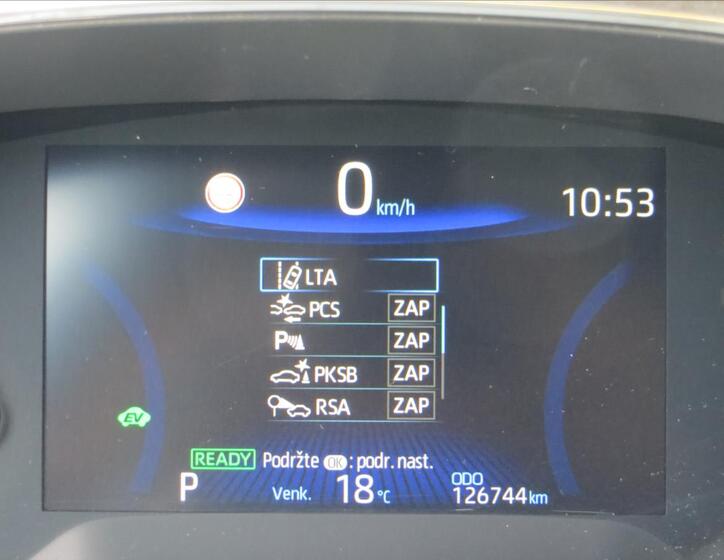 0 km/h
10:53
LTA
PCS ZAP
P ZAP
PKSB ZAP
RSA ZAP
EV
READY Podržte OK : podr. nast.
P Venk. 18 °C ODO
126744 km